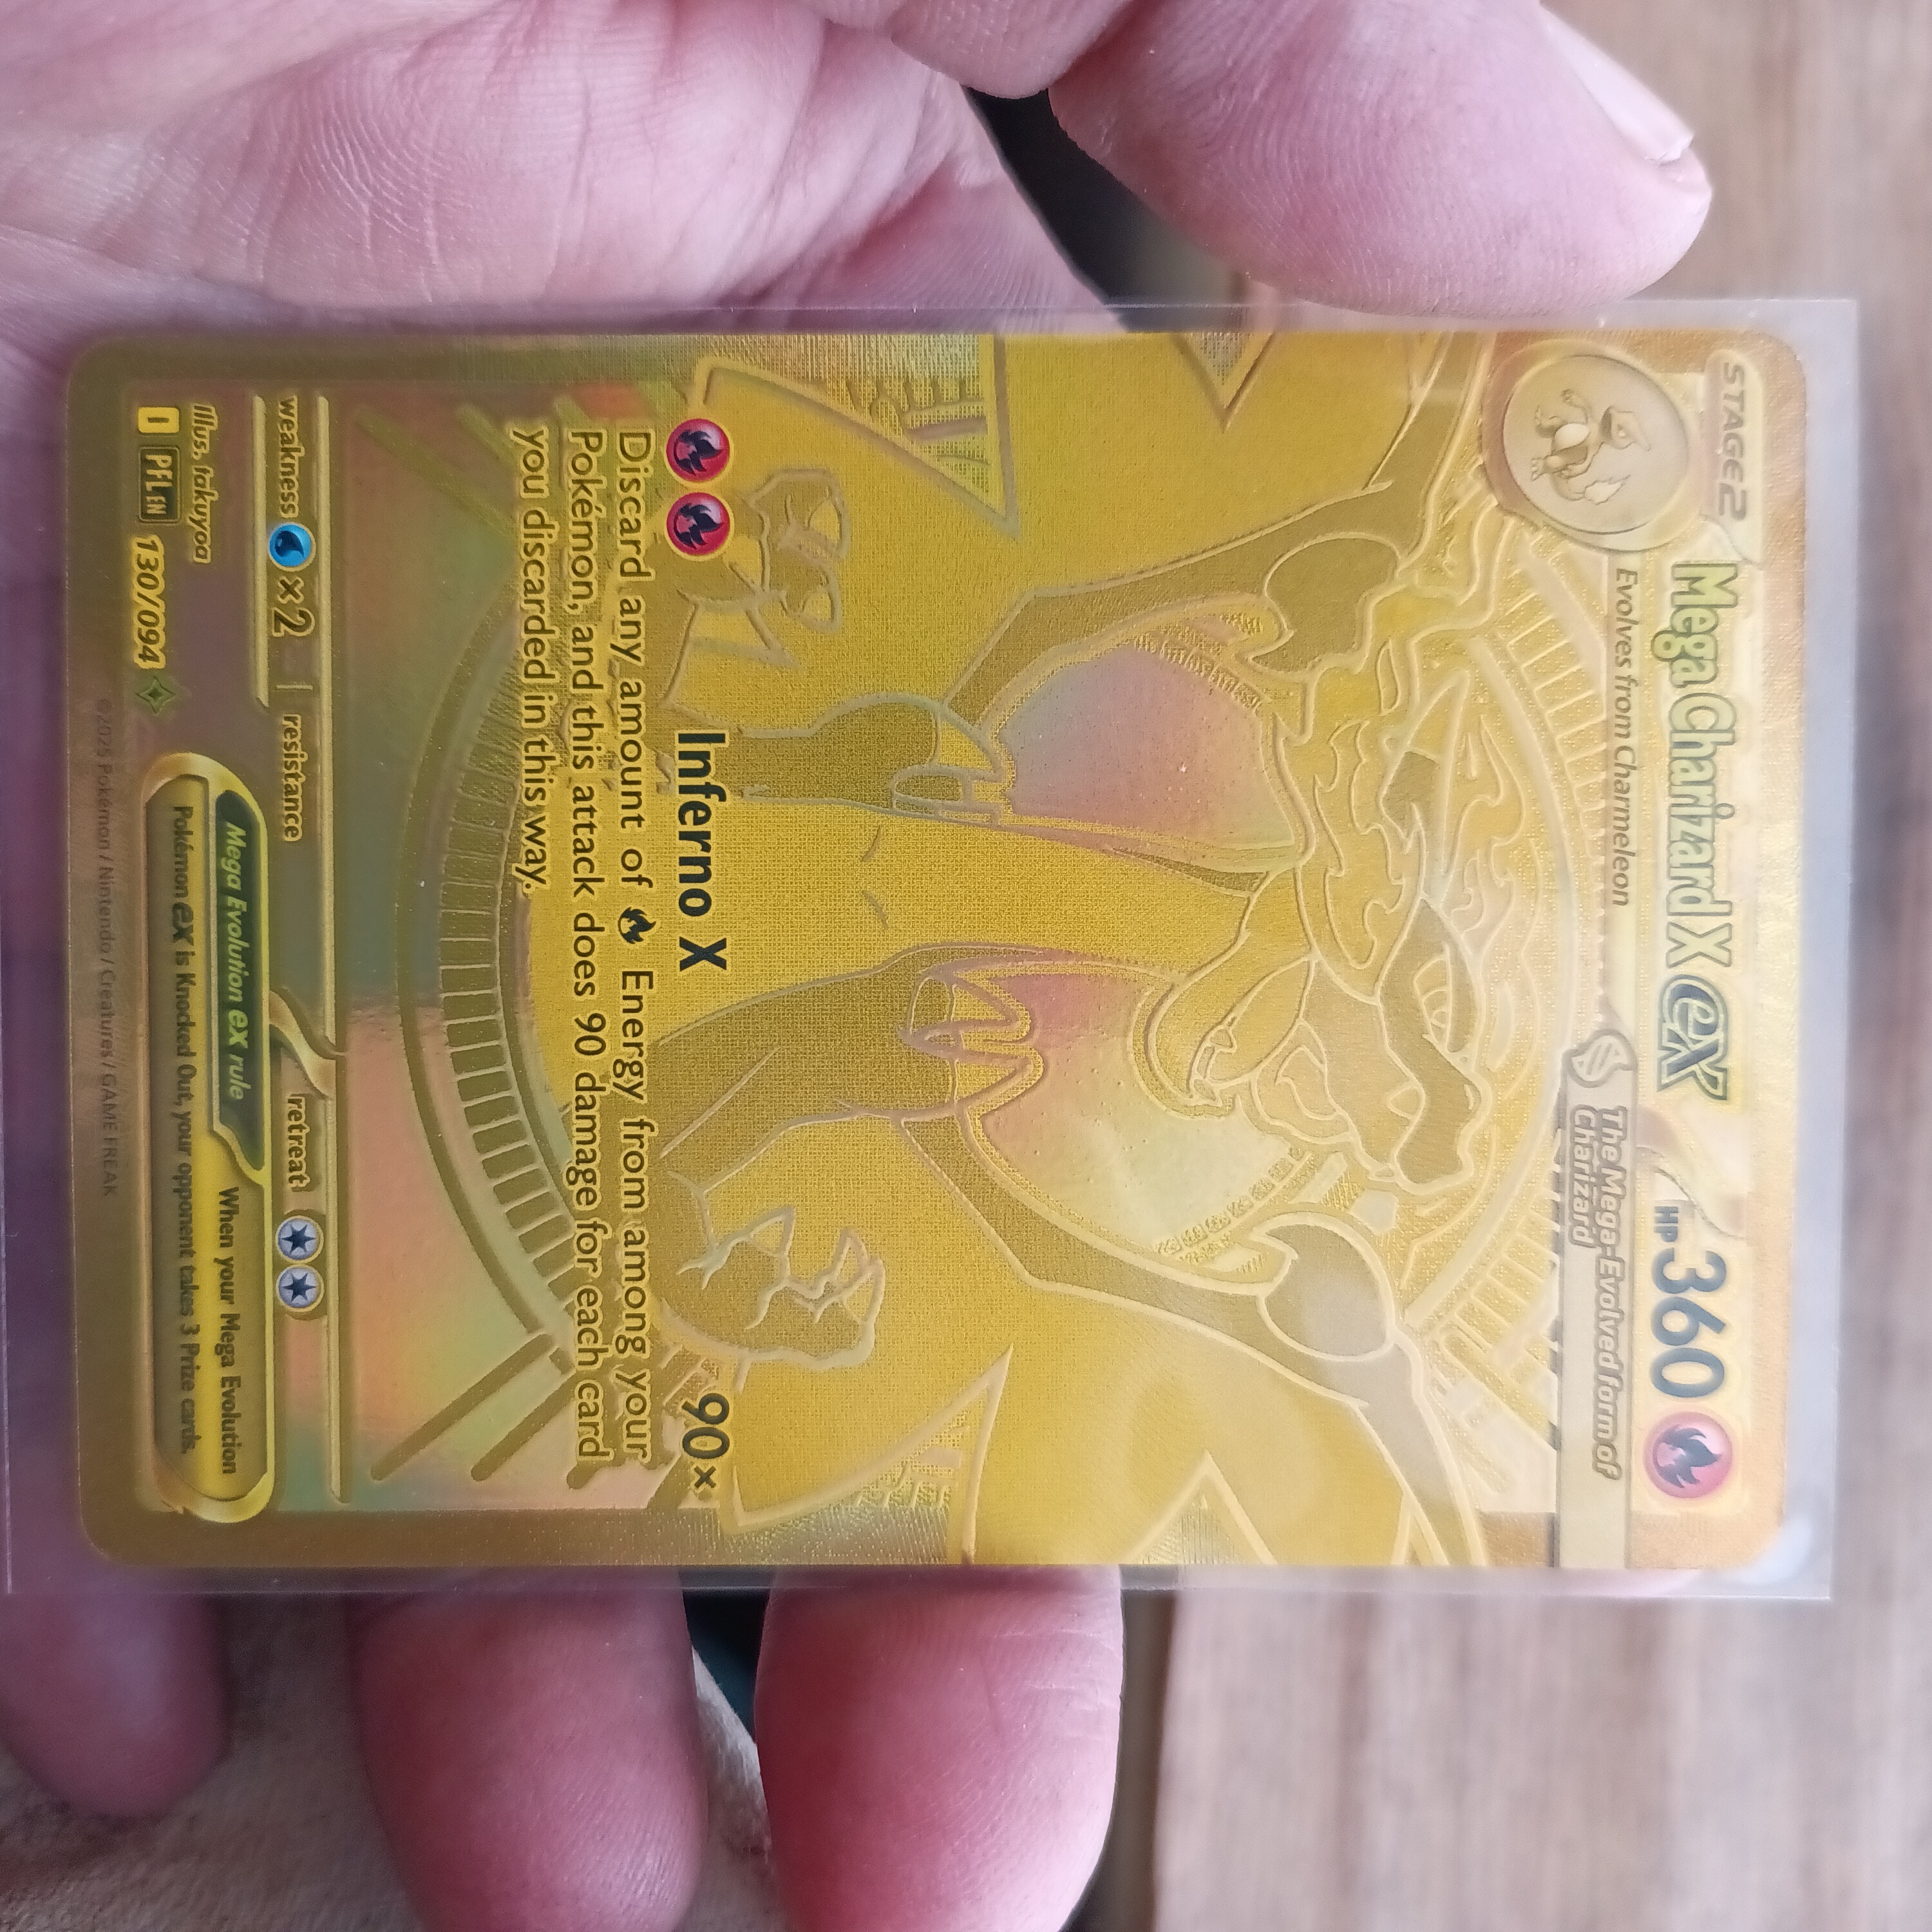 STAGE2
Mega Charizard X ex
HP 360
Evolves from Charmeleon
The Mega-Evolved form of
Charizard
Inferno X
90×
Discard any amount of Energy from among your
Pokémon, and this attack does 90 damage for each card
you discarded in this way.
weakness ×2
resistance
retreat
Illus. takuyoa
I PFL EN 130/094
Mega Evolution ex rule
When your Mega Evolution
Pokémon ex is Knocked Out, your opponent takes 3 Prize cards.
©2025 Pokémon / Nintendo / Creatures / GAME FREAK